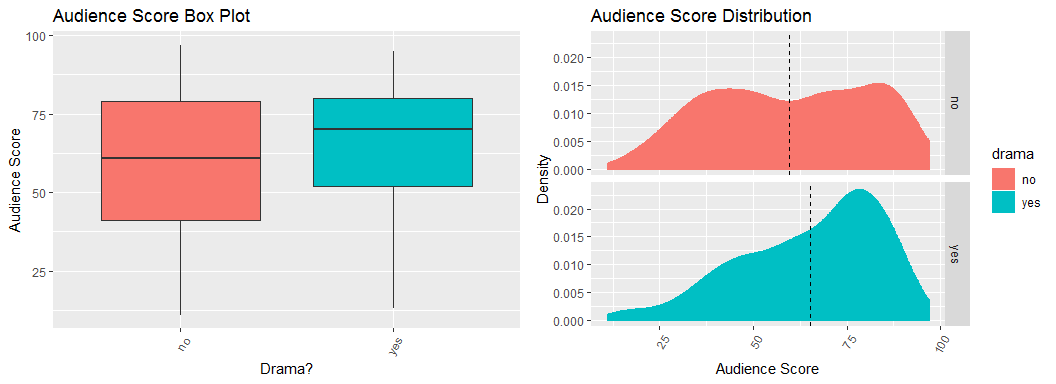 Audience Score Box Plot
100
75
50
25
Audience Score
no
yes
Drama?
Audience Score Distribution
0.020
0.015
0.010
0.005
0.000
no
0.020
0.015
0.010
0.005
0.000
yes
Density
25
50
75
100
Audience Score
drama
no
yes